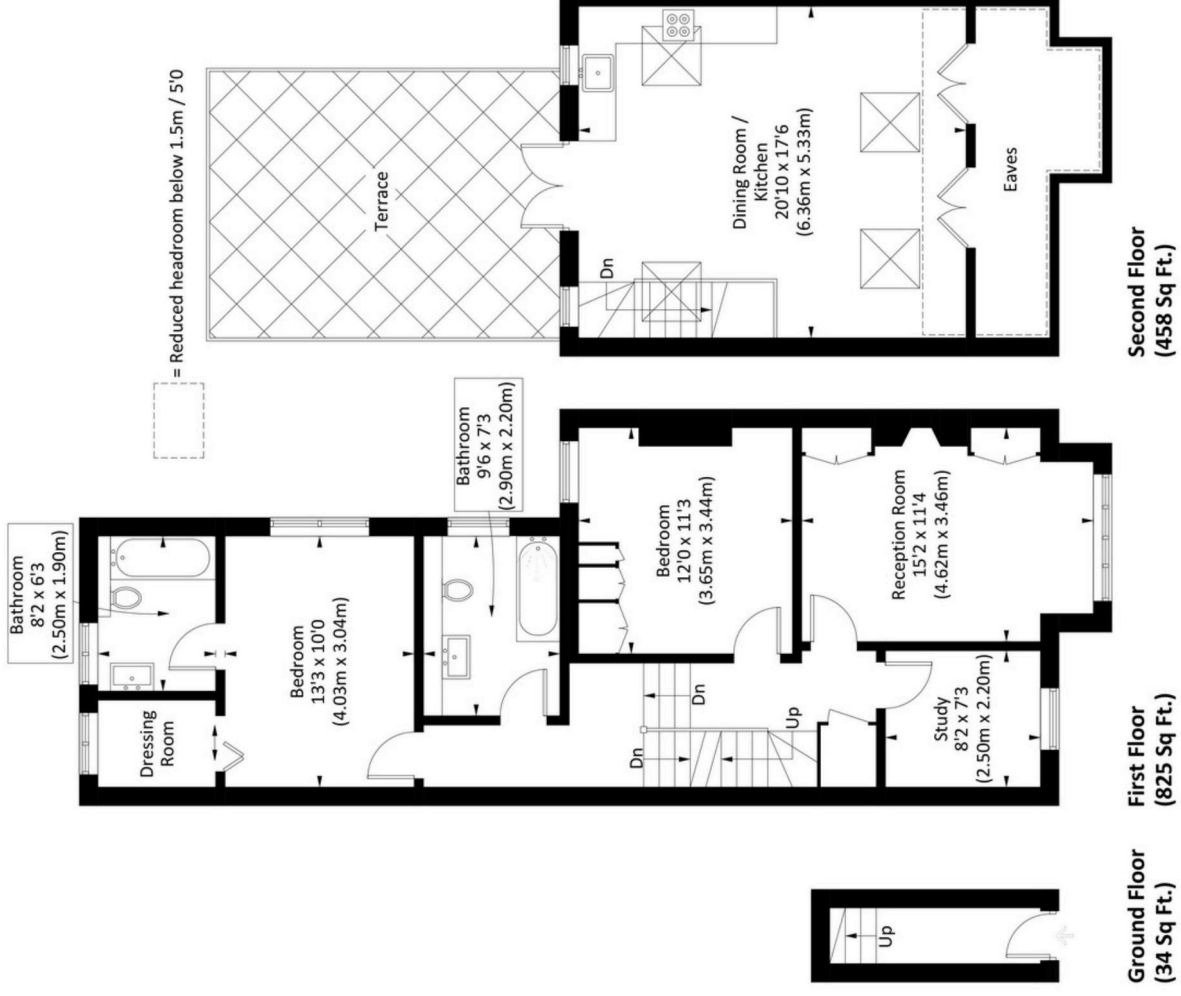 = Reduced headroom below 1.5m / 5'0
Terrace
Dn
Dining Room /
Kitchen
20'10 x 17'6
(6.36m x 5.33m)
Eaves
Second Floor
(458 Sq Ft.)
Bathroom
8'2 x 6'3
(2.50m x 1.90m)
Dressing
Room
Bedroom
13'3 x 10'0
(4.03m x 3.04m)
Bathroom
9'6 x 7'3
(2.90m x 2.20m)
Bedroom
12'0 x 11'3
(3.65m x 3.44m)
Dn
Dn
Up
Reception Room
15'2 x 11'4
(4.62m x 3.46m)
Study
8'2 x 7'3
(2.50m x 2.20m)
First Floor
(825 Sq Ft.)
Up
Ground Floor
(34 Sq Ft.)